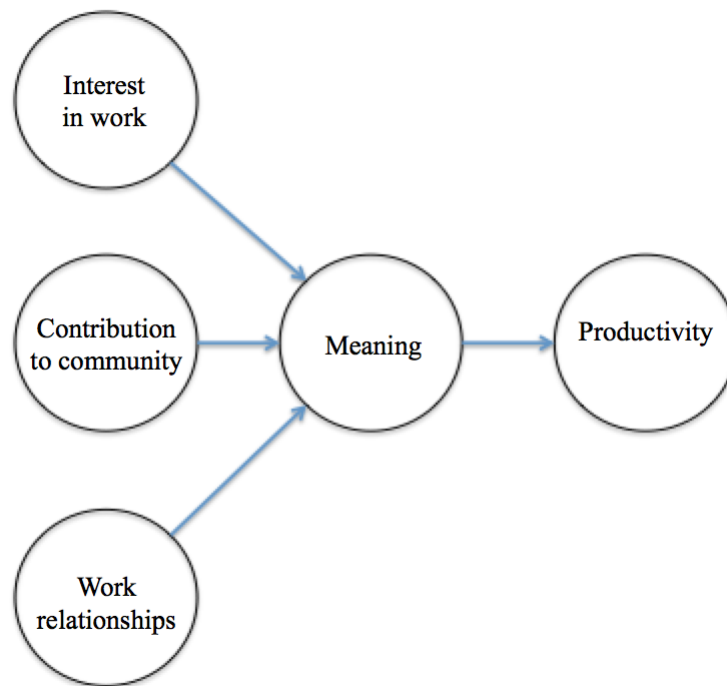 Interest
in work
Contribution
to community
Meaning
Productivity
Work
relationships